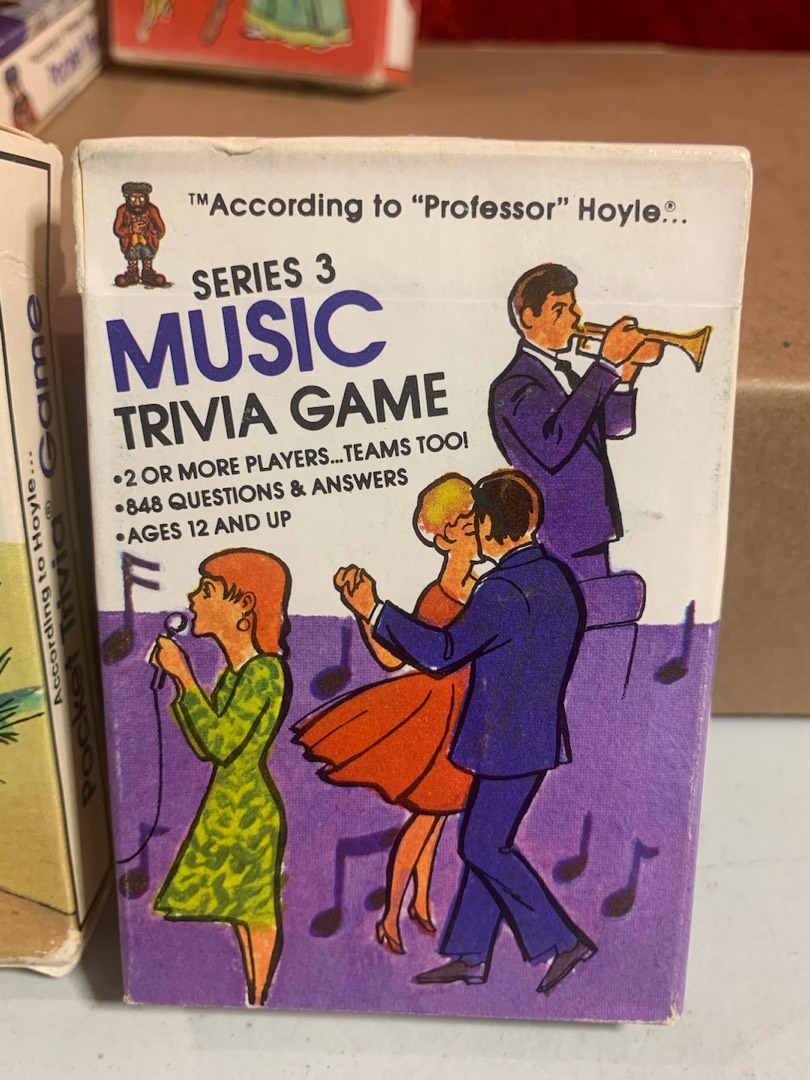 ™According to "Professor" Hoyle®...
SERIES 3
MUSIC
TRIVIA GAME
•2 OR MORE PLAYERS...TEAMS TOO!
•848 QUESTIONS & ANSWERS
•AGES 12 AND UP
According to Hoyle...
Pocket Trivia® Game
Pocket